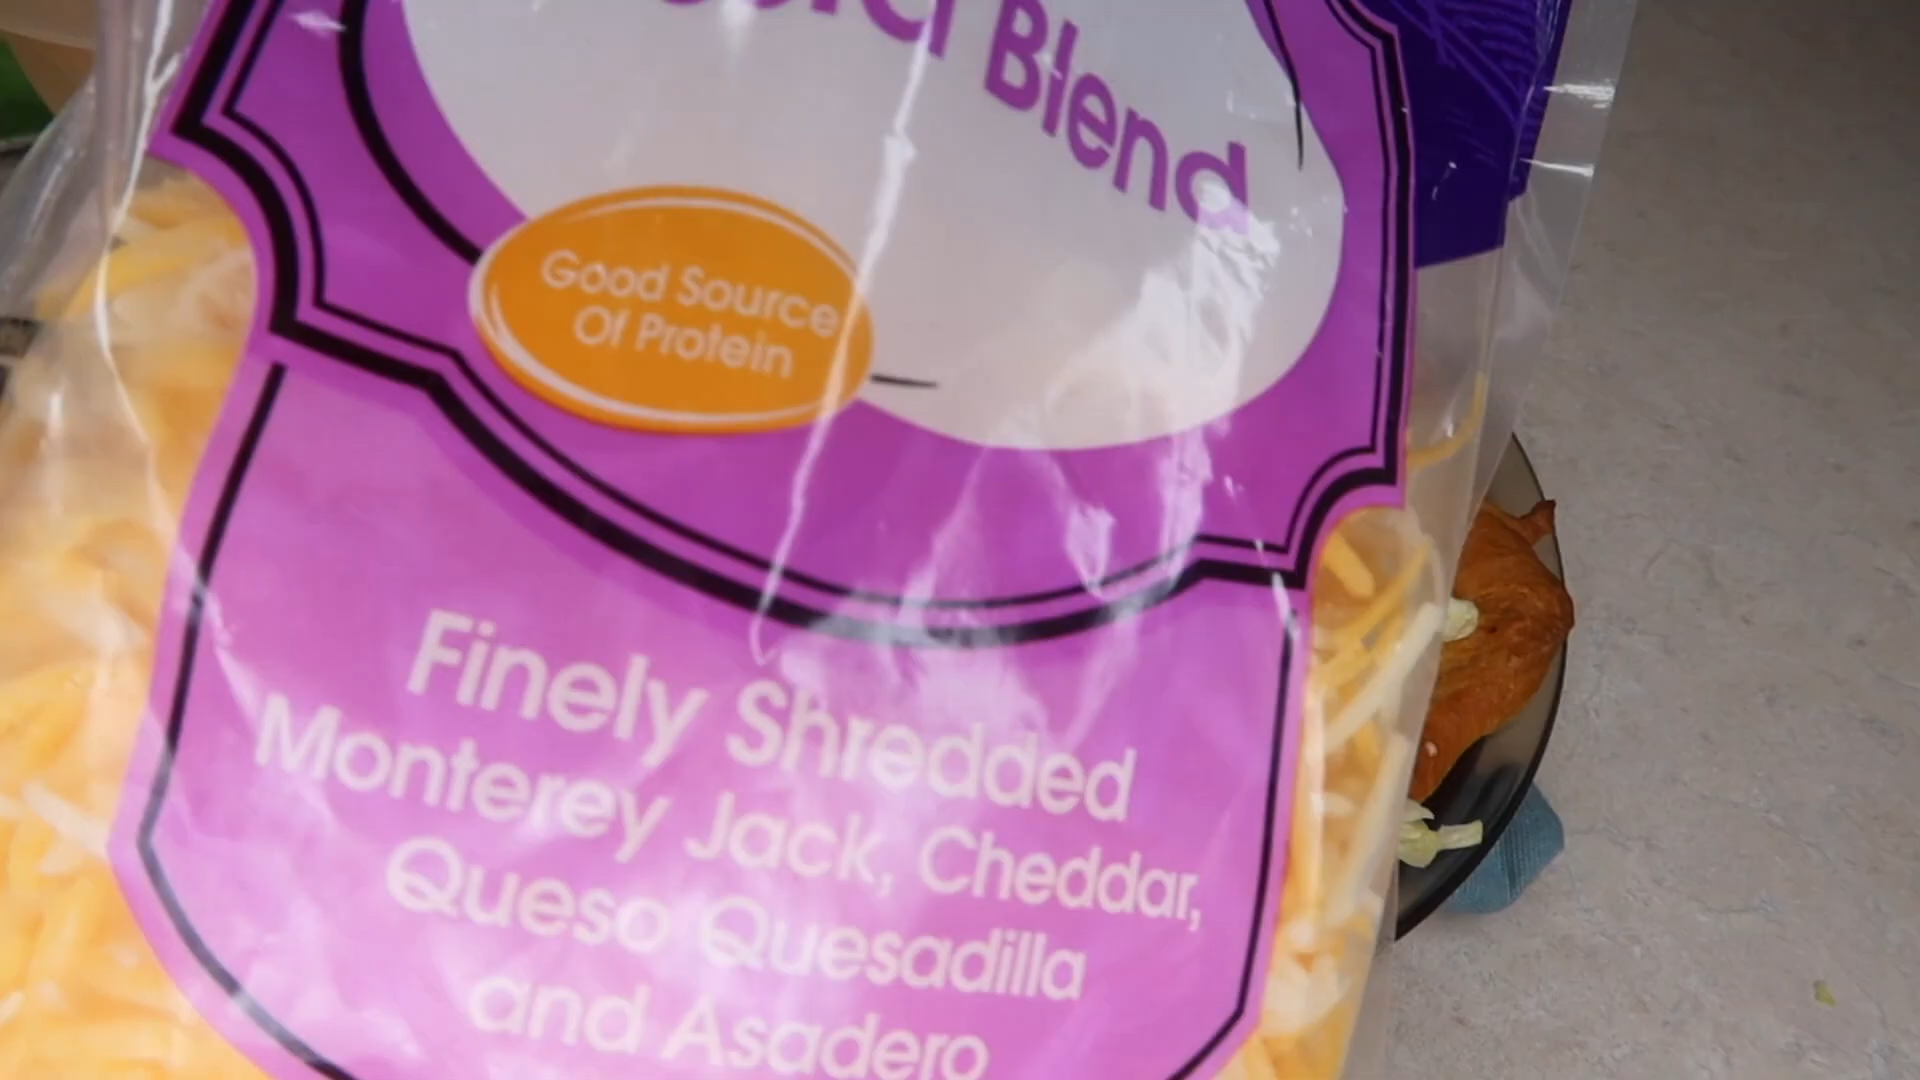 Blend
Good Source
Of Protein
Finely Shredded
Monterey Jack, Cheddar,
Queso Quesadilla
and Asadero